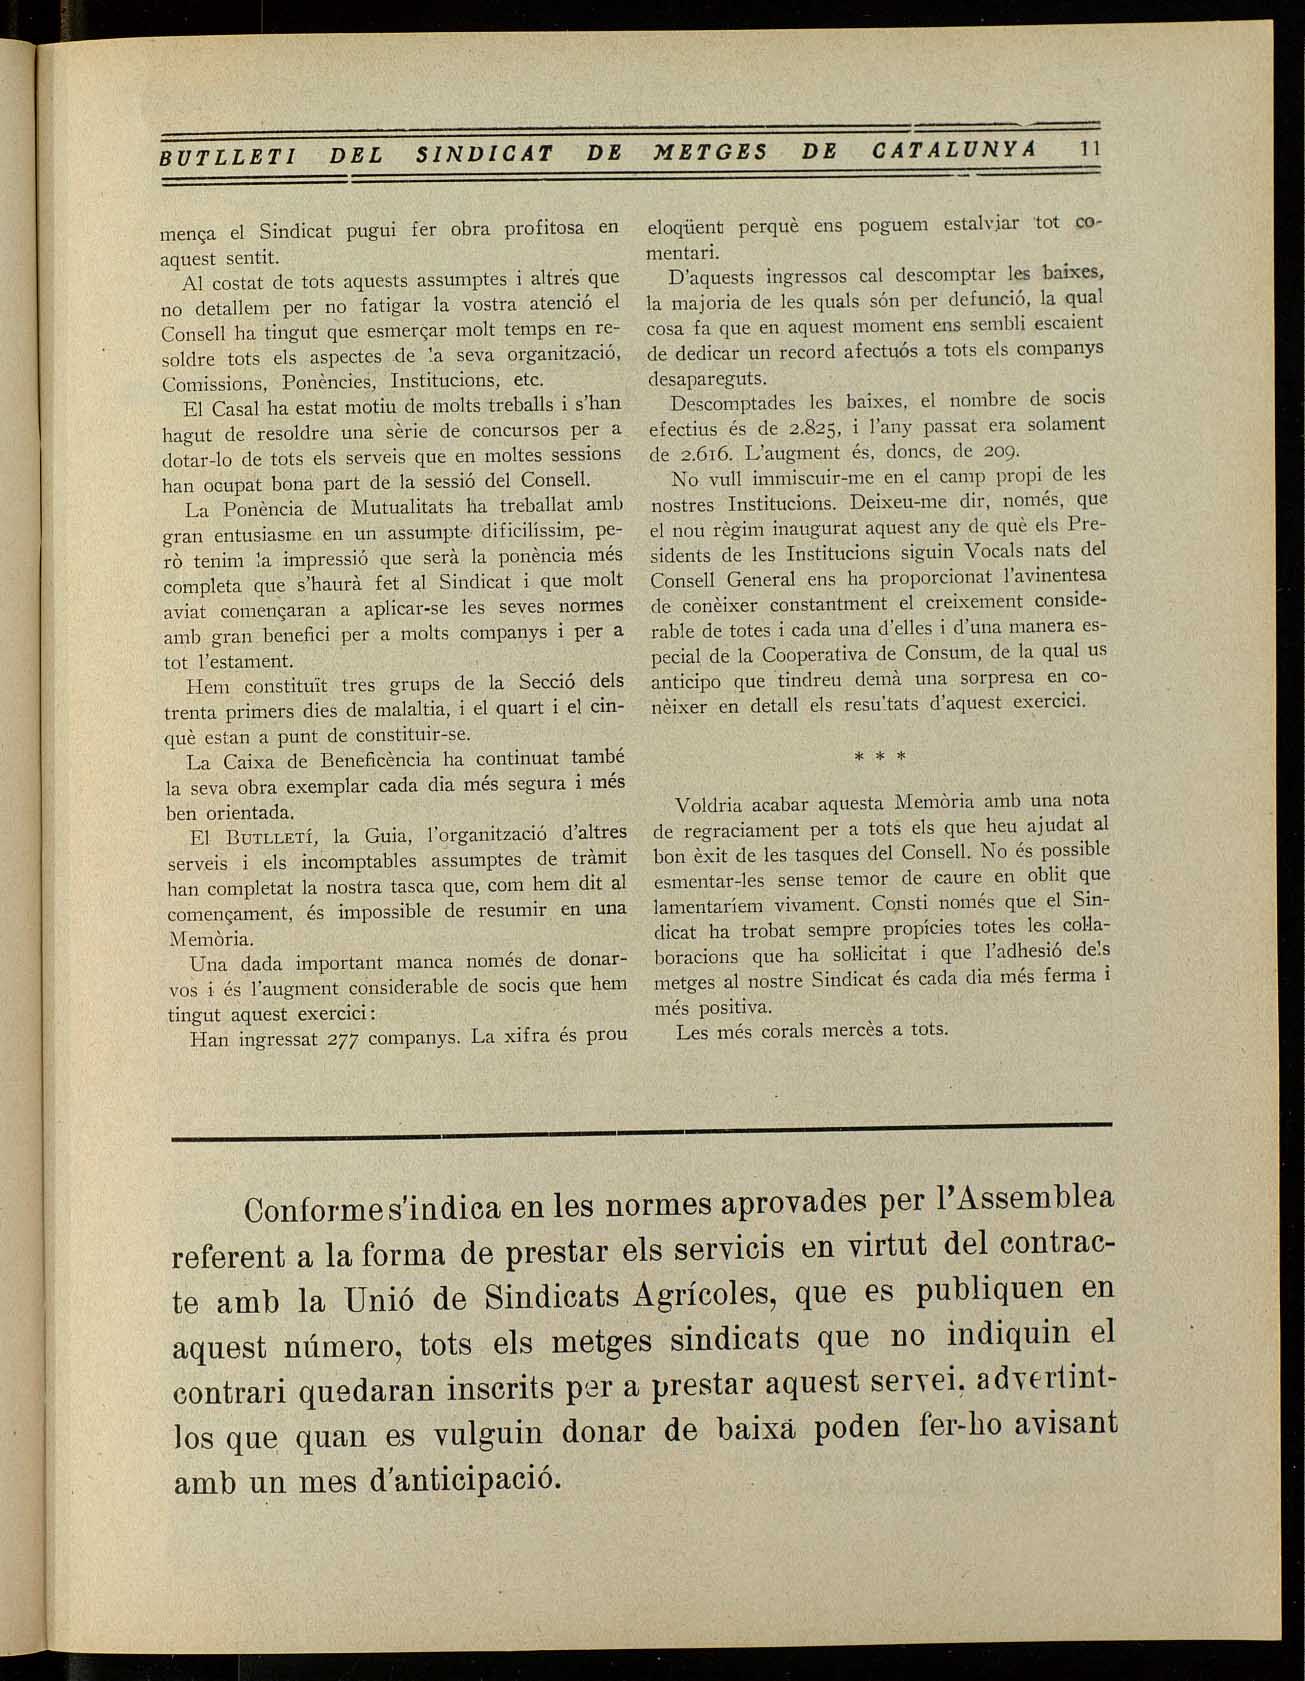 BUTLLETI DEL SINDICAT DE METGES DE CATALUNYA 11
mença el Sindicat pugui fer obra profitosa en
aquest sentit.
Al costat de tots aquests assumptes i altres que
no detallem per no fatigar la vostra atenció el
Consell ha tingut que esmerçar molt temps en re-
soldre tots els aspectes de la seva organització,
Comissions, Ponències, Institucions, etc.
El Casal ha estat motiu de molts treballs i s'han
hagut de resoldre una sèrie de concursos per a
dotar-lo de tots els serveis que en moltes sessions
han ocupat bona part de la sessió del Consell.
La Ponència de Mutualitats ha treballat amb
gran entusiasme en un assumpte dificilíssim, pe-
rò tenim la impressió que serà la ponència més
completa que s'haurà fet al Sindicat i que molt
aviat començaran a aplicar-se les seves normes
amb gran benefici per a molts companys i per a
tot l'estament.
Hem constituït tres grups de la Secció dels
trenta primers dies de malaltia, i el quart i el cin-
què estan a punt de constituir-se.
La Caixa de Beneficència ha continuat també
la seva obra exemplar cada dia més segura i més
ben orientada.
El BUTLLETÍ, la Guia, l'organització d'altres
serveis i els incomptables assumptes de tràmit
han completat la nostra tasca que, com hem dit al
començament, és impossible de resumir en una
Memòria.
Una dada important manca només de donar-
vos i és l'augment considerable de socis que hem
tingut aquest exercici:
Han ingressat 277 companys. La xifra és prou
eloqüent perquè ens poguem estalviar tot co-
mentari.
D'aquests ingressos cal descomptar les baixes,
la majoria de les quals són per defunció, la qual
cosa fa que en aquest moment ens sembli escaient
de dedicar un record afectuós a tots els companys
desapareguts.
Descomptades les baixes, el nombre de socis
efectius és de 2.825, i l'any passat era solament
de 2.616. L'augment és, doncs, de 209.
No vull immiscuir-me en el camp propi de les
nostres Institucions. Deixeu-me dir, només, que
el nou règim inaugurat aquest any de què els Pre-
sidents de les Institucions siguin Vocals nats del
Consell General ens ha proporcionat l'avinentesa
de conèixer constantment el creixement conside-
rable de totes i cada una d'elles i d'una manera es-
pecial de la Cooperativa de Consum, de la qual us
anticipo que tindreu demà una sorpresa en co-
nèixer en detall els resultats d'aquest exercici.
* * *
Voldria acabar aquesta Memòria amb una nota
de regraciament per a tots els que heu ajudat al
bon èxit de les tasques del Consell. No és possible
esmentar-les sense temor de caure en oblit que
lamentaríem vivament. Consti només que el Sin-
dicat ha trobat sempre propícies totes les col·la-
boracions que ha sol·licitat i que l'adhesió dels
metges al nostre Sindicat és cada dia més ferma i
més positiva.
Les més corals mercès a tots.
Conforme s'indica en les normes aprovades per l'Assemblea
referent a la forma de prestar els servicis en virtut del contrac-
te amb la Unió de Sindicats Agrícoles, que es publiquen en
aquest número, tots els metges sindicats que no indiquin el
contrari quedaran inscrits per a prestar aquest servei, advertint-
los que quan es vulguin donar de baixa poden fer-ho avisant
amb un mes d'anticipació.